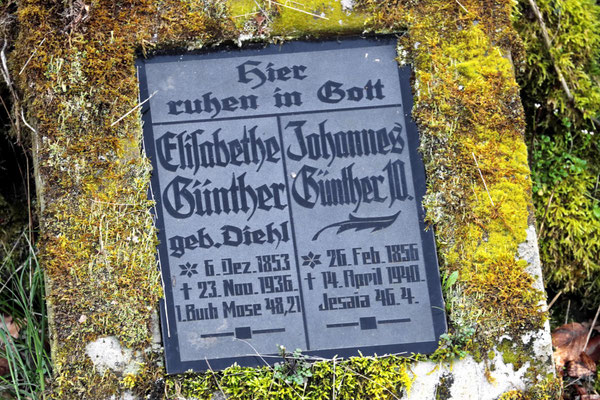 Hier
ruhen in Gott
Elisabethe
Günther
geb. Diehl
* 6. Dez. 1853
† 23. Nov. 1936.
1. Buch Mose 48,21
Johannes
Günther 10.
* 26. Feb. 1856
† 14. April 1940
Jesaia 46. 4.